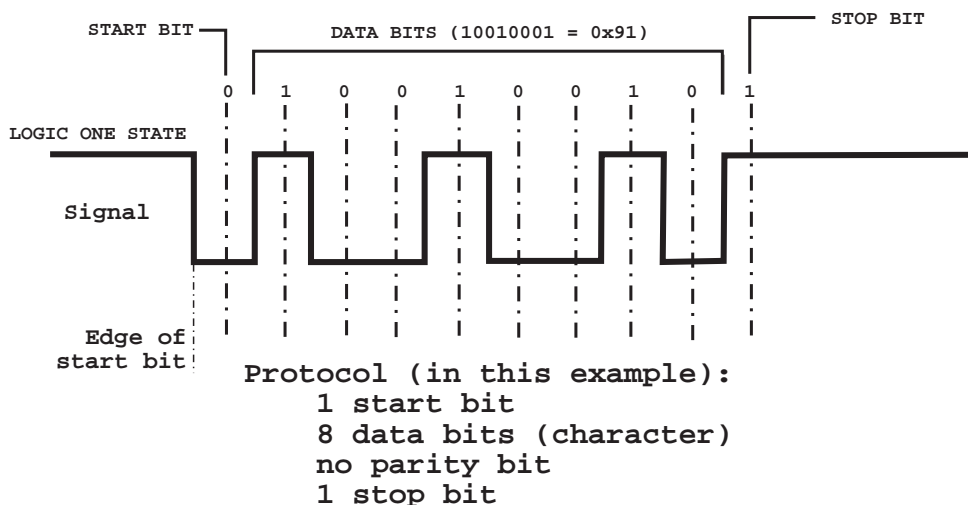 START BIT
DATA BITS (10010001 = 0x91)
STOP BIT
0 1 0 0 1 0 0 1 0 1
LOGIC ONE STATE
Signal
Edge of
start bit
Protocol (in this example):
1 start bit
8 data bits (character)
no parity bit
1 stop bit